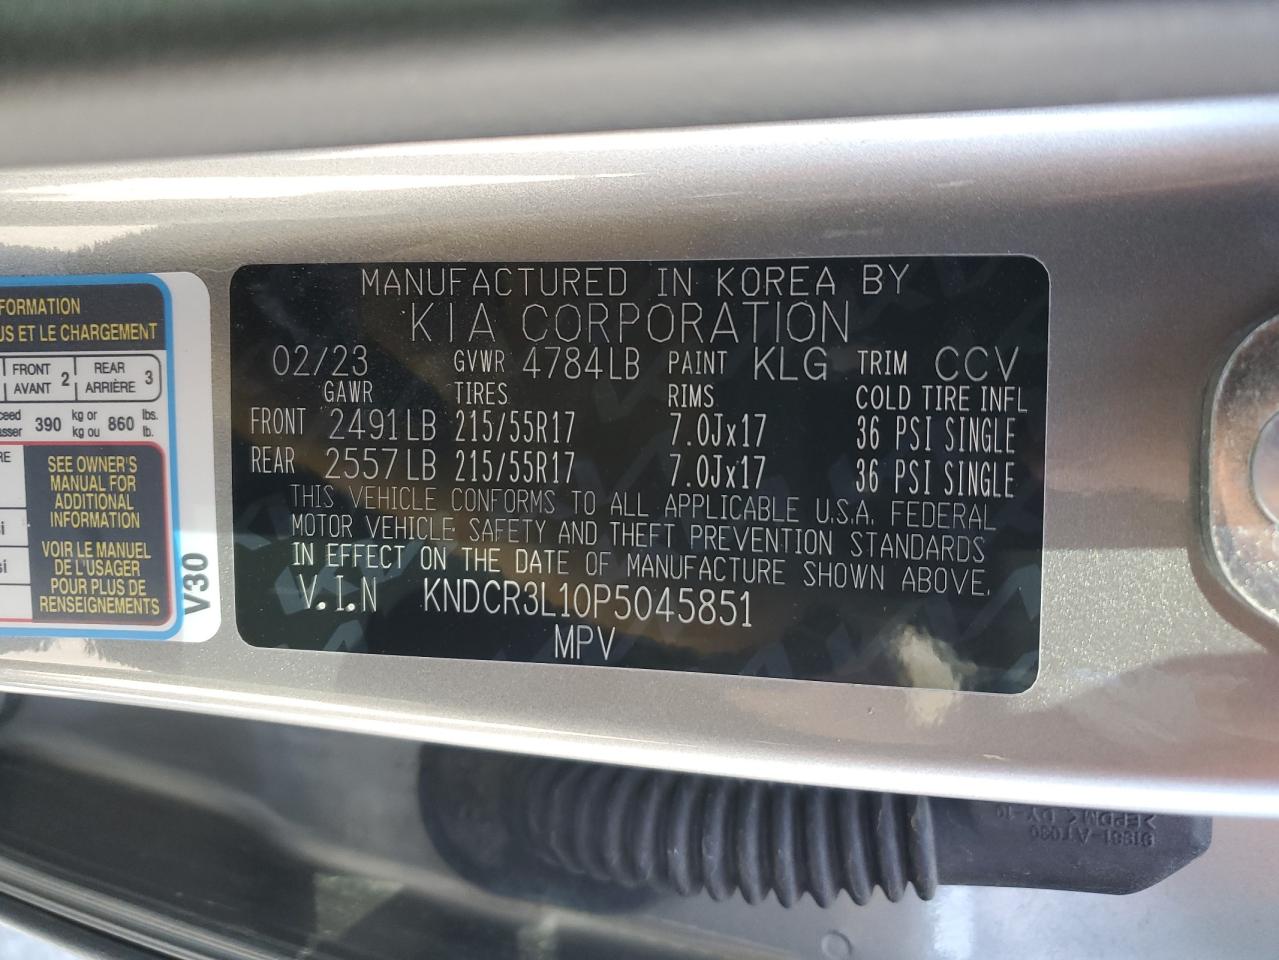 FORMATION
US ET LE CHARGEMENT
FRONT AVANT 2 REAR ARRIÈRE 3
390 kg or kg ou 860 lbs. lb.
SEE OWNER'S
MANUAL FOR
ADDITIONAL
INFORMATION
VOIR LE MANUEL
DE L'USAGER
POUR PLUS DE
RENSEIGNEMENTS
V30
MANUFACTURED IN KOREA BY
KIA CORPORATION
02/23 GVWR 4784LB PAINT KLG TRIM CCV
GAWR TIRES RIMS COLD TIRE INFL
FRONT 2491LB 215/55R17 7.0Jx17 36 PSI SINGLE
REAR 2557LB 215/55R17 7.0Jx17 36 PSI SINGLE
THIS VEHICLE CONFORMS TO ALL APPLICABLE U.S.A. FEDERAL
MOTOR VEHICLE SAFETY AND THEFT PREVENTION STANDARDS
IN EFFECT ON THE DATE OF MANUFACTURE SHOWN ABOVE.
V.I.N KNDCR3L10P5045851
MPV
91981-AT030
>EPDM< DY-10